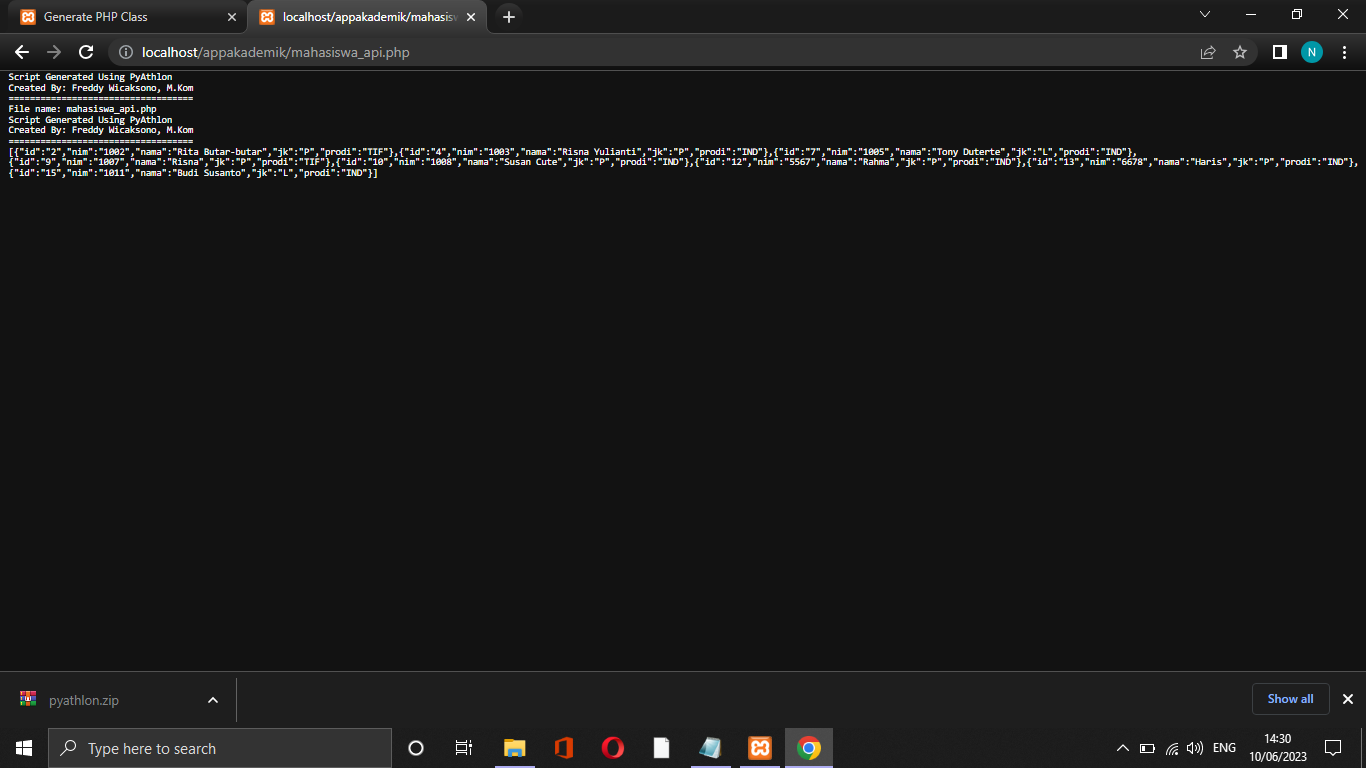 Generate PHP Class
localhost/appakademik/mahasisw
localhost/appakademik/mahasiswa_api.php
N
Script Generated Using PyAthlon
Created By: Freddy Wicaksono, M.Kom
===================================
File name: mahasiswa_api.php
Script Generated Using PyAthlon
Created By: Freddy Wicaksono, M.Kom
===================================
[{"id":"2","nim":"1002","nama":"Rita Butar-butar","jk":"P","prodi":"TIF"},{"id":"4","nim":"1003","nama":"Risna Yulianti","jk":"P","prodi":"IND"},{"id":"7","nim":"1005","nama":"Tony Duterte","jk":"L","prodi":"IND"},
{"id":"9","nim":"1007","nama":"Risna","jk":"P","prodi":"TIF"},{"id":"10","nim":"1008","nama":"Susan Cute","jk":"P","prodi":"IND"},{"id":"12","nim":"5567","nama":"Rahma","jk":"P","prodi":"IND"},{"id":"13","nim":"6678","nama":"Haris","jk":"P","prodi":"IND"},
{"id":"15","nim":"1011","nama":"Budi Susanto","jk":"L","prodi":"IND"}]
pyathlon.zip
Show all
Type here to search
ENG
14:30
10/06/2023